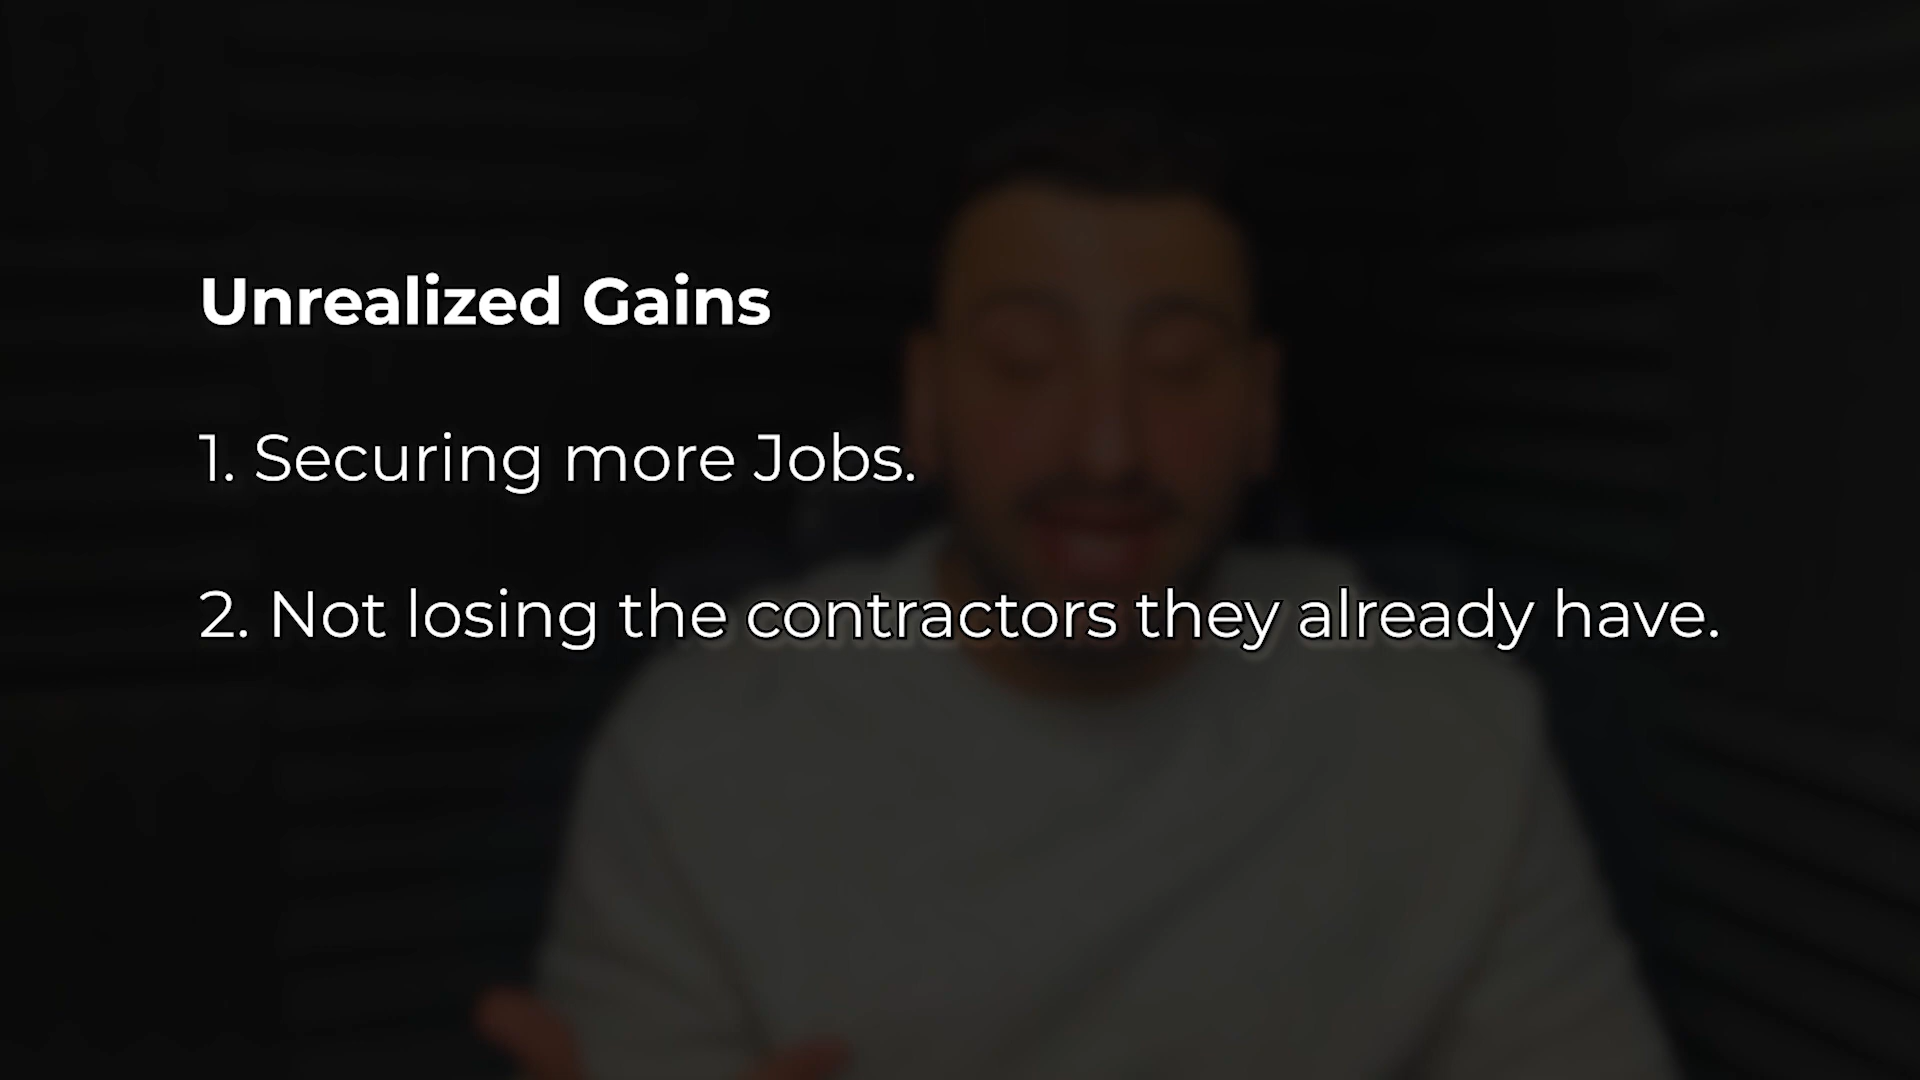 Unrealized Gains
1. Securing more Jobs.
2. Not losing the contractors they already have.